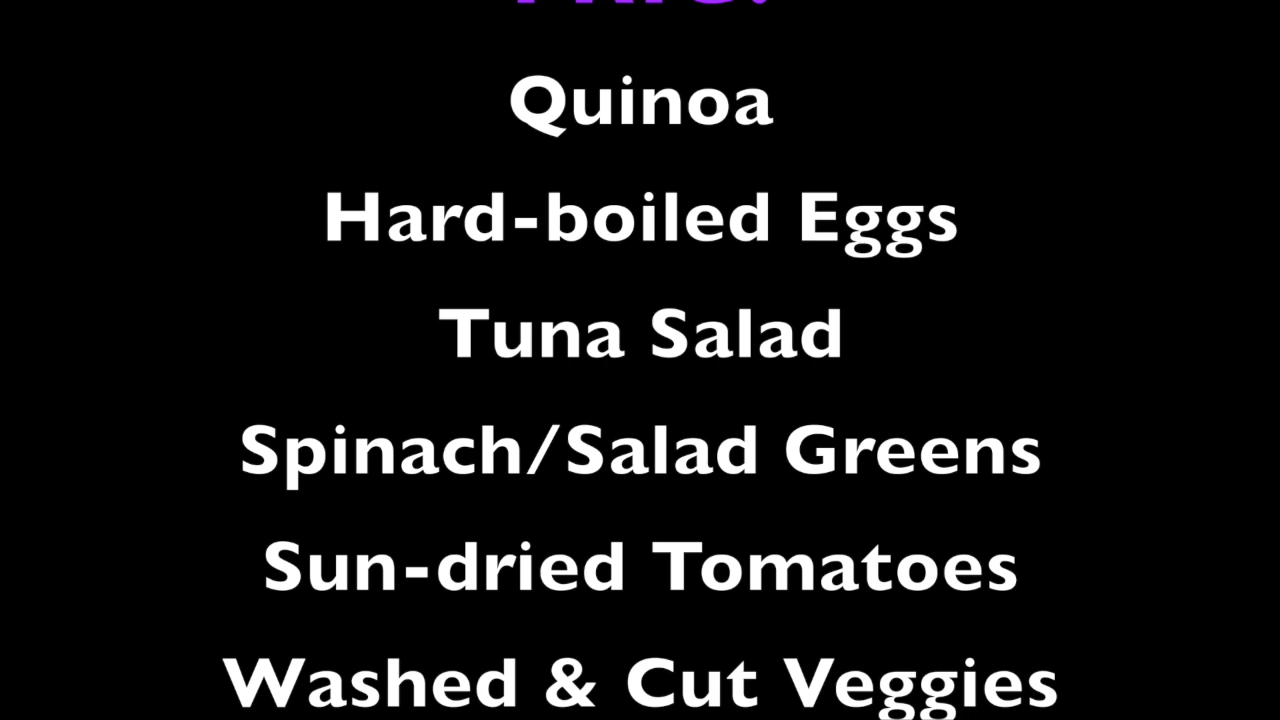 Quinoa
Hard-boiled Eggs
Tuna Salad
Spinach/Salad Greens
Sun-dried Tomatoes
Washed & Cut Veggies